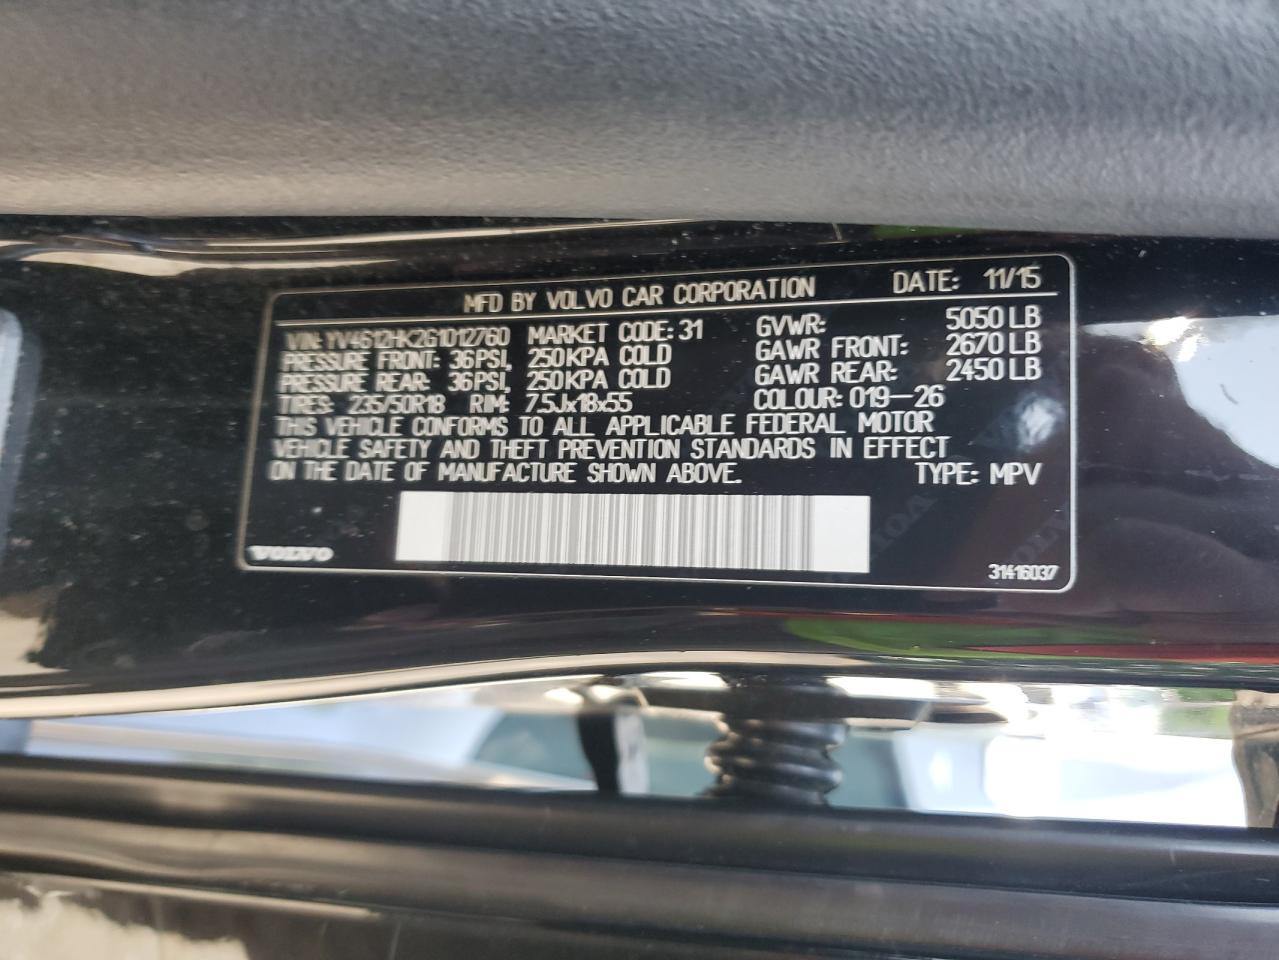 MFD BY VOLVO CAR CORPORATION DATE: 11/15
VIN: YV4612HK2G1012760 MARKET CODE: 31 GVWR: 5050 LB
PRESSURE FRONT: 36 PSI, 250 KPA COLD GAWR FRONT: 2670 LB
PRESSURE REAR: 36 PSI, 250 KPA COLD GAWR REAR: 2450 LB
TIRES: 235/50R18 RIM: 7.5Jx18x55 COLOUR: 019-26
THIS VEHICLE CONFORMS TO ALL APPLICABLE FEDERAL MOTOR
VEHICLE SAFETY AND THEFT PREVENTION STANDARDS IN EFFECT
ON THE DATE OF MANUFACTURE SHOWN ABOVE. TYPE: MPV
VOLVO
31416037